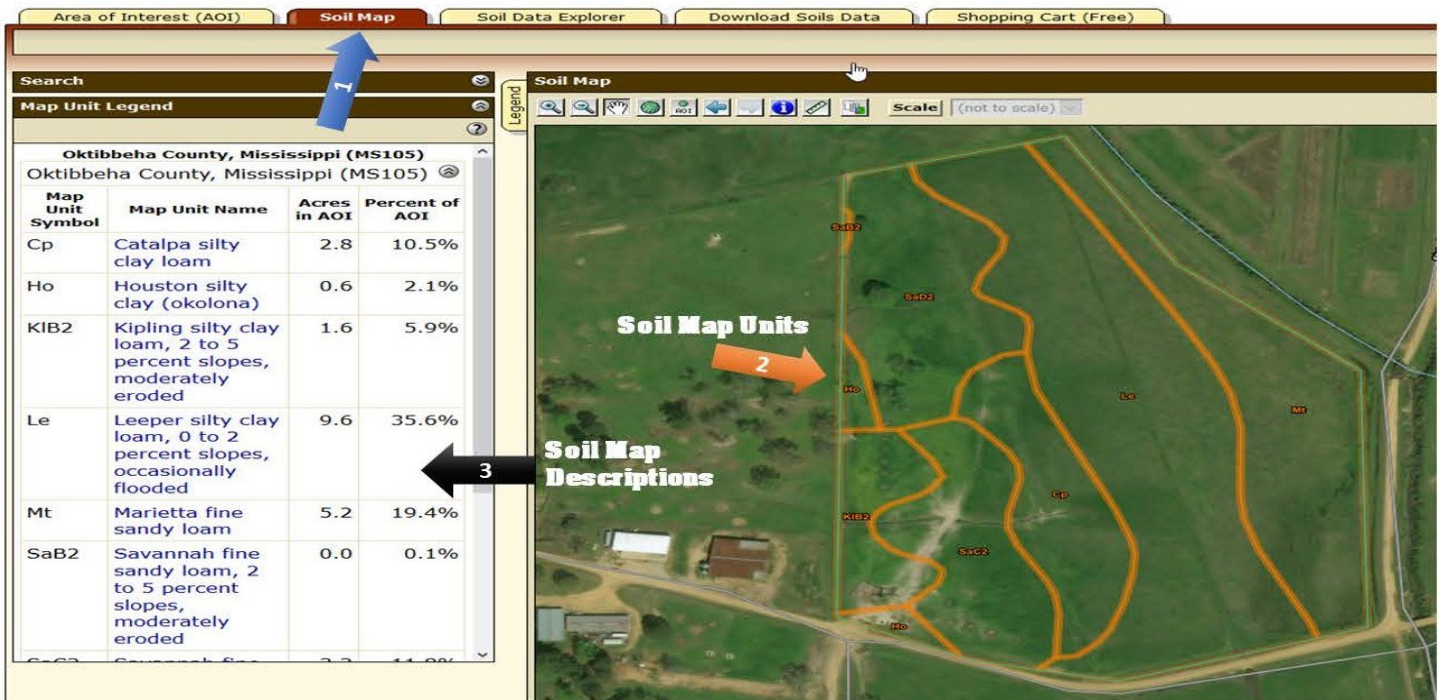 Area of Interest (AOI) Soil Map Soil Data Explorer Download Soils Data Shopping Cart (Free)
1
Search
Map Unit Legend
?
Oktibbeha County, Mississippi (MS105)
Oktibbeha County, Mississippi (MS105)
Map Unit Symbol Map Unit Name Acres in AOI Percent of AOI
Cp Catalpa silty clay loam 2.8 10.5%
Ho Houston silty clay (okolona) 0.6 2.1%
KlB2 Kipling silty clay loam, 2 to 5 percent slopes, moderately eroded 1.6 5.9%
Le Leeper silty clay loam, 0 to 2 percent slopes, occasionally flooded 9.6 35.6%
Mt Marietta fine sandy loam 5.2 19.4%
SaB2 Savannah fine sandy loam, 2 to 5 percent slopes, moderately eroded 0.0 0.1%
Legend
Soil Map
AOI
Scale (not to scale)
SaB2
SaD2
Soil Map Units
2
Ho
Le
Mt
Soil Map
Descriptions
3
Cp
KlB2
SaC2
Ho